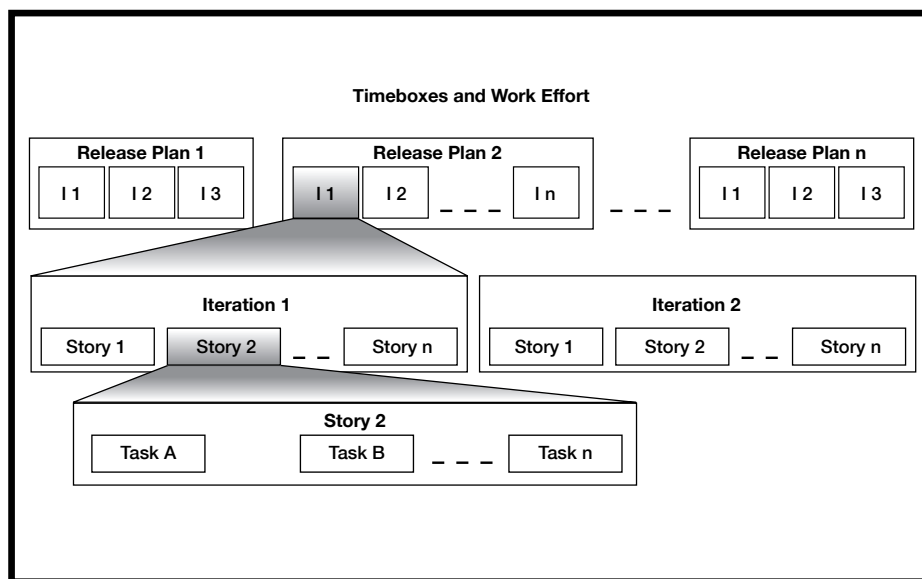 Timeboxes and Work Effort
Release Plan 1
I 1 I 2 I 3
Release Plan 2
I 1 I 2 I n
Release Plan n
I 1 I 2 I 3
Iteration 1
Story 1 Story 2 Story n
Iteration 2
Story 1 Story 2 Story n
Story 2
Task A Task B Task n